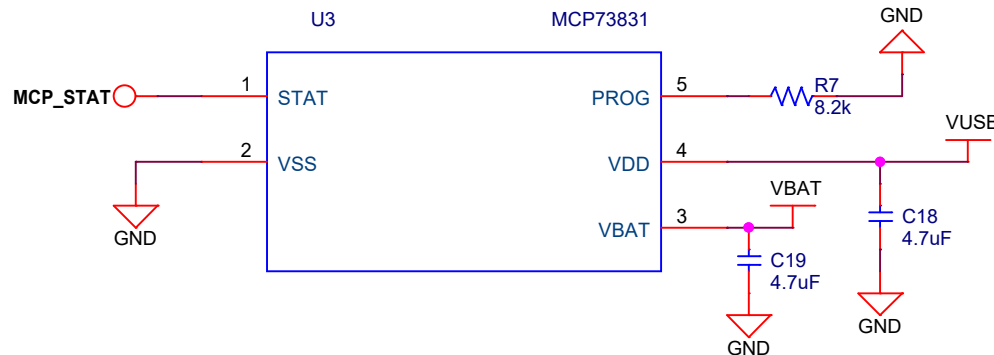 U3
MCP73831
GND
MCP_STAT
1
STAT
PROG
5
R7
8.2k
2
VSS
VDD
4
VUSB
GND
VBAT
3
VBAT
C19
4.7uF
GND
C18
4.7uF
GND